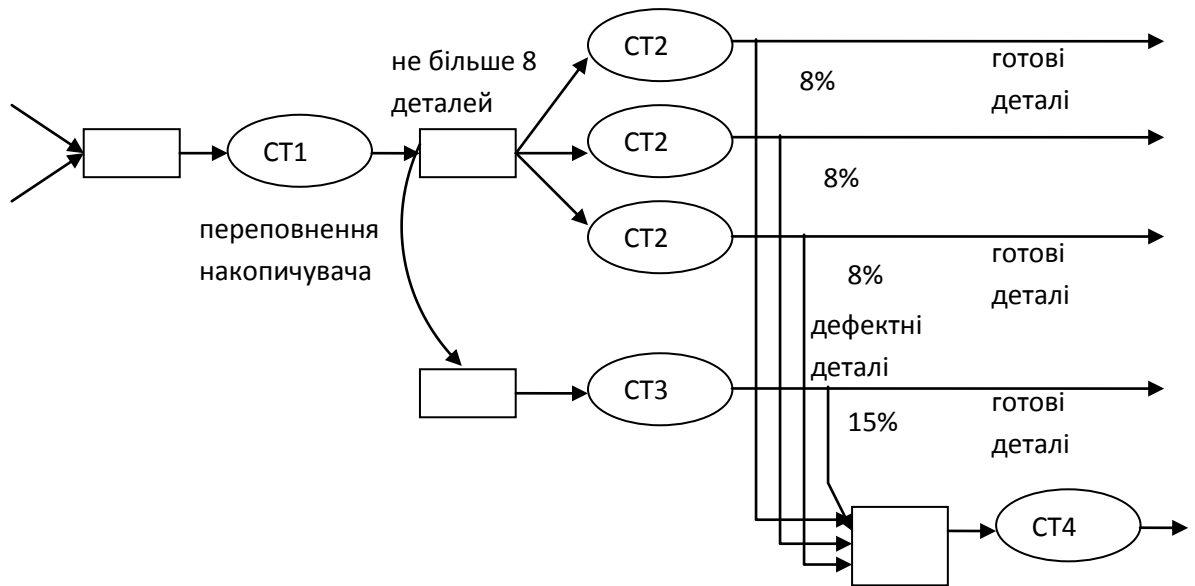 СТ2
не більше 8
деталей
8%
готові
деталі
СТ1
СТ2
8%
переповнення
накопичувача
СТ2
готові
деталі
8%
дефектні
деталі
СТ3
15%
готові
деталі
СТ4